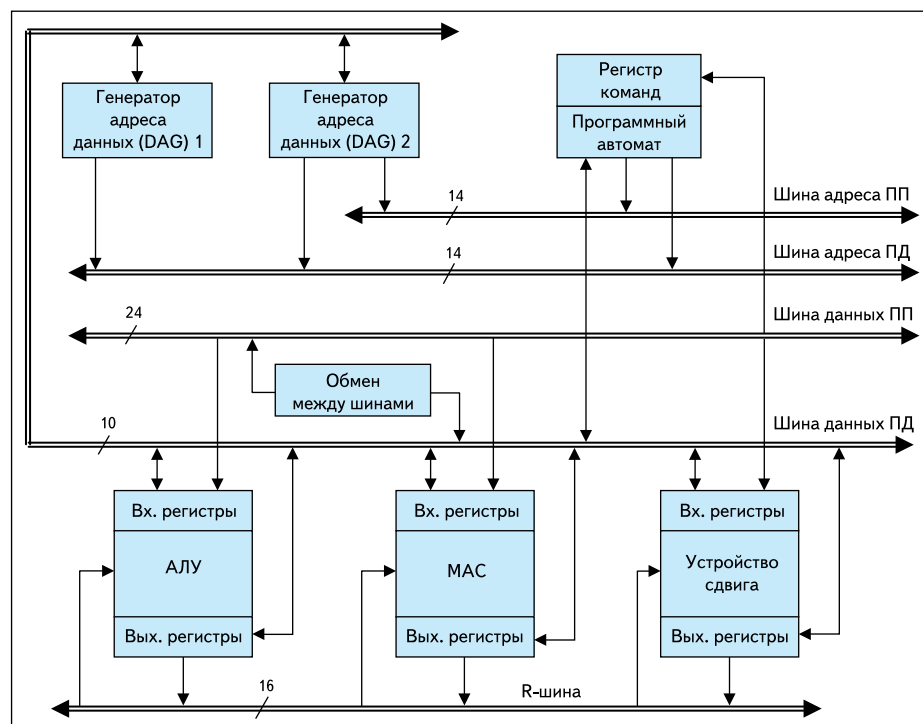 Генератор
адреса
данных (DAG) 1
Генератор
адреса
данных (DAG) 2
Регистр
команд
Программный
автомат
14
Шина адреса ПП
14
Шина адреса ПД
24
Шина данных ПП
Обмен
между шинами
10
Шина данных ПД
Вх. регистры
АЛУ
Вых. регистры
Вх. регистры
МАС
Вых. регистры
Вх. регистры
Устройство
сдвига
Вых. регистры
16
R-шина